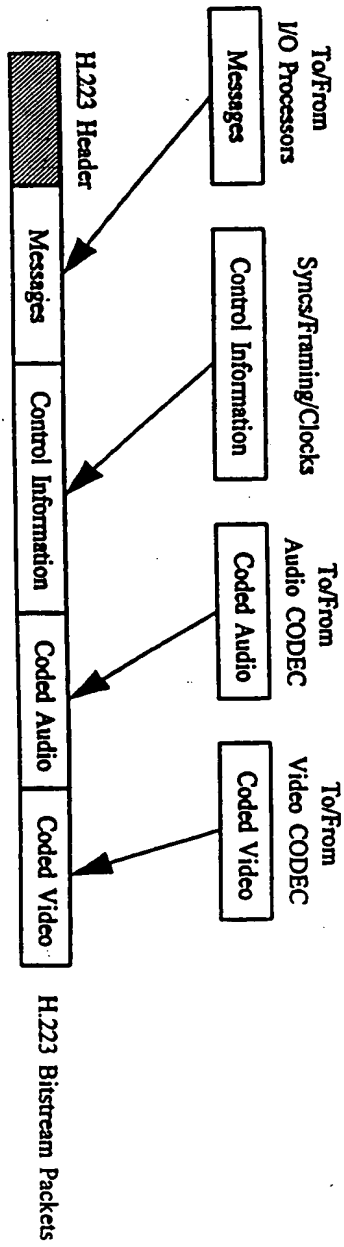 To/From
I/O Processors
Messages
Syncs/Framing/Clocks
Control Information
To/From
Audio CODEC
Coded Audio
To/From
Video CODEC
Coded Video
H.223 Header
Messages
Control Information
Coded Audio
Coded Video
H.223 Bitstream Packets